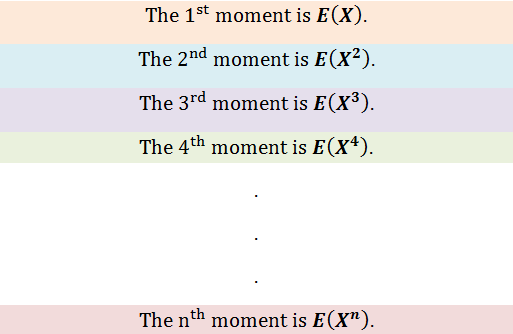 The 1ˢᵗ moment is E(X).
The 2ⁿᵈ moment is E(X²).
The 3ʳᵈ moment is E(X³).
The 4ᵗʰ moment is E(X⁴).
.
.
.
The nᵗʰ moment is E(Xⁿ).